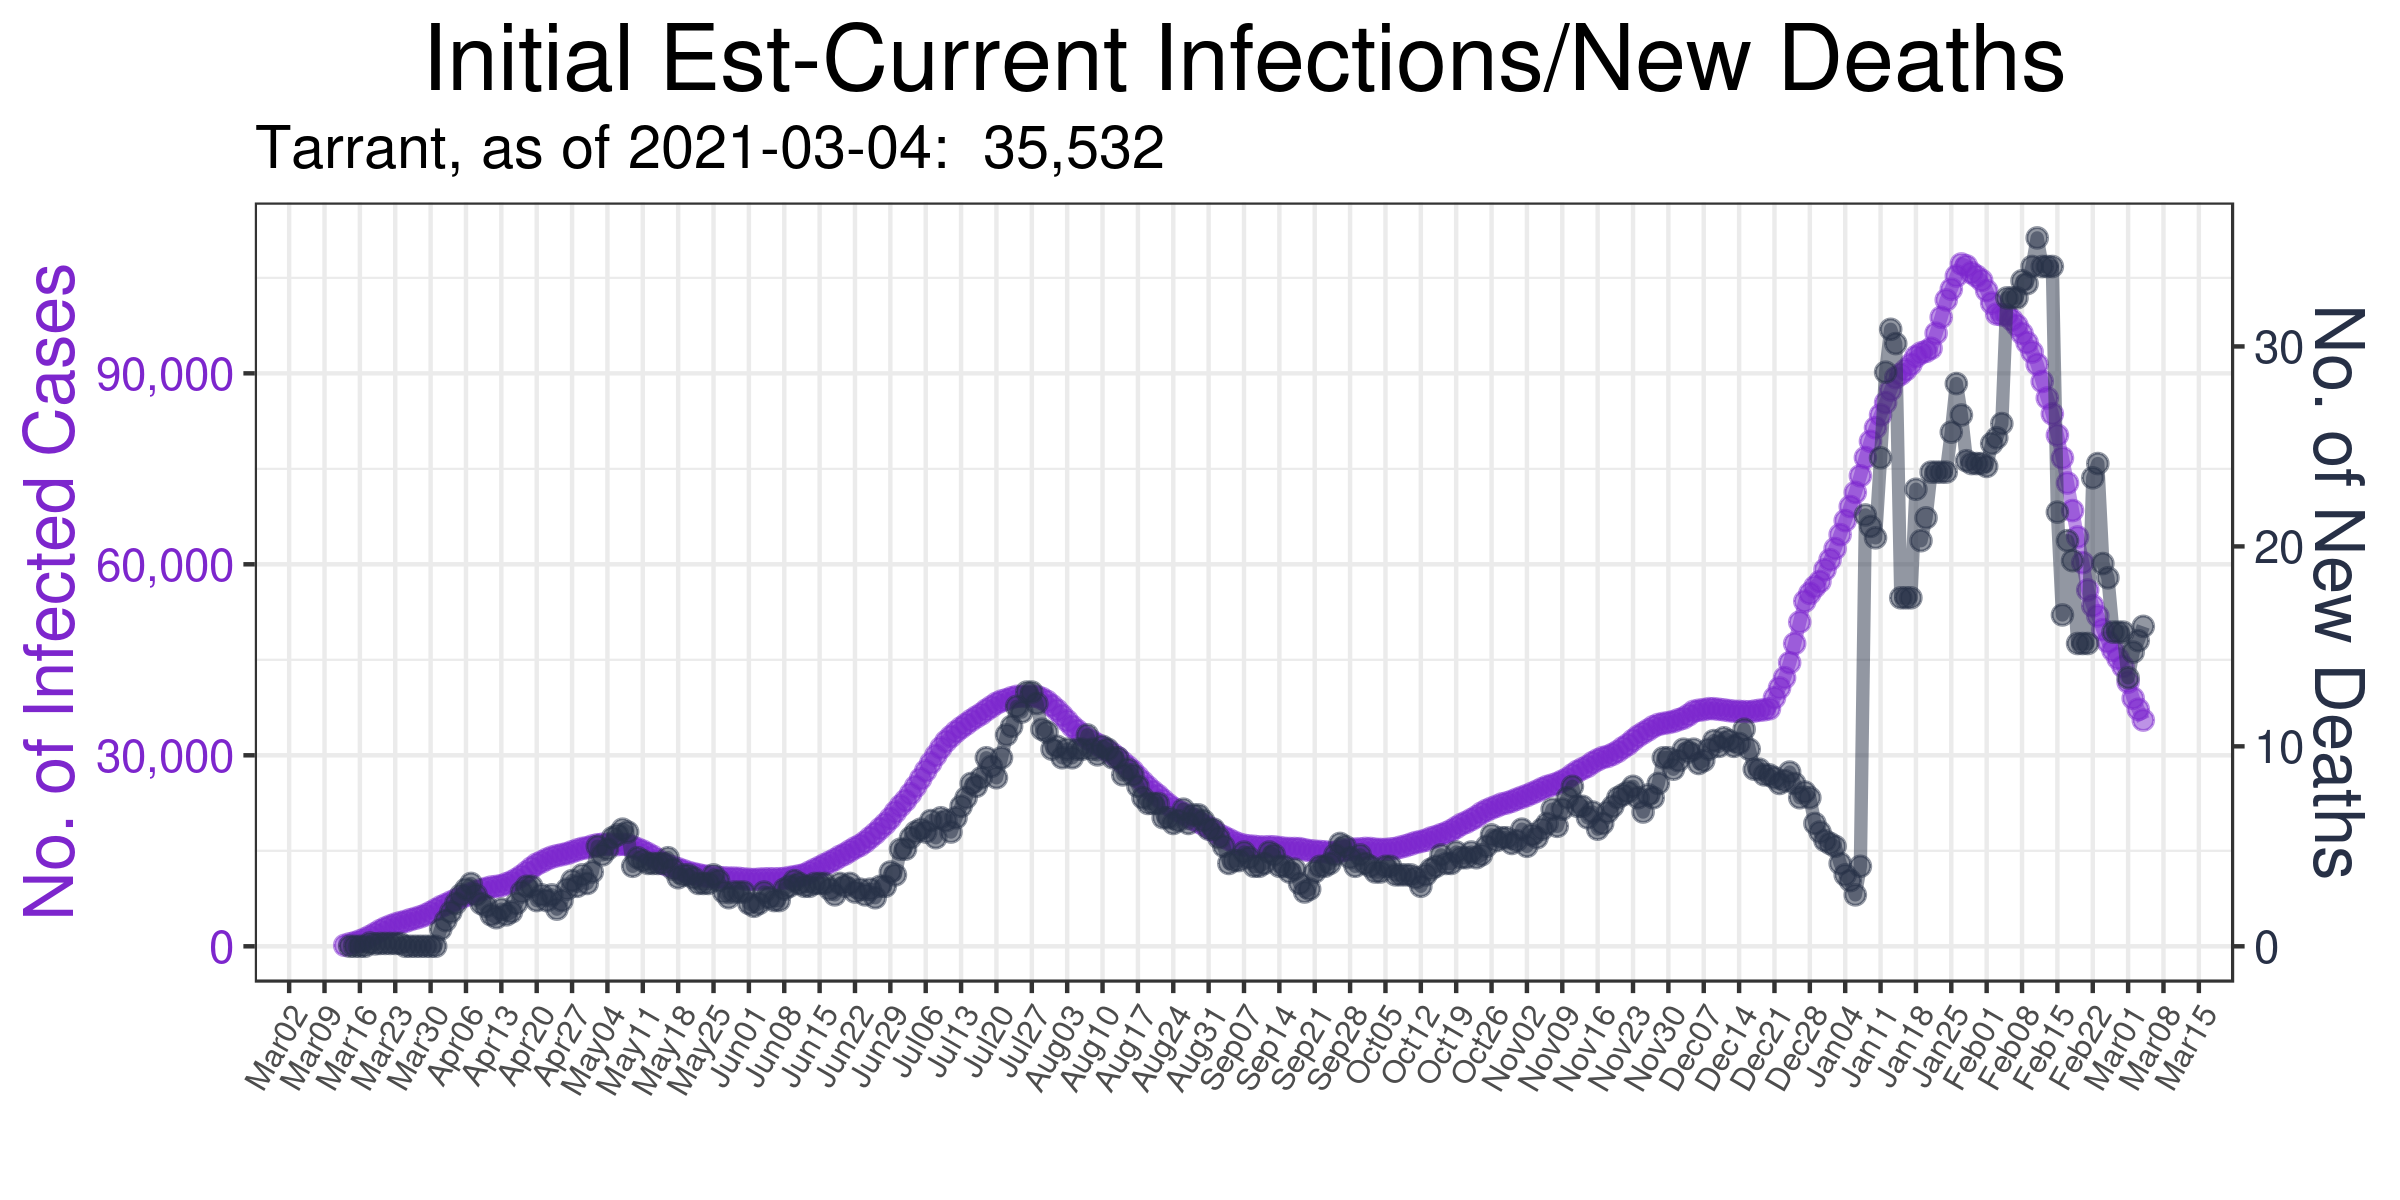 Initial Est-Current Infections/New Deaths
Tarrant, as of 2021-03-04:  35,532
No. of Infected Cases
90,000
60,000
30,000
0
No. of New Deaths
30
20
10
0
Mar02
Mar09
Mar16
Mar23
Mar30
Apr06
Apr13
Apr20
Apr27
May04
May11
May18
May25
Jun01
Jun08
Jun15
Jun22
Jun29
Jul06
Jul13
Jul20
Jul27
Aug03
Aug10
Aug17
Aug24
Aug31
Sep07
Sep14
Sep21
Sep28
Oct05
Oct12
Oct19
Oct26
Nov02
Nov09
Nov16
Nov23
Nov30
Dec07
Dec14
Dec21
Dec28
Jan04
Jan11
Jan18
Jan25
Feb01
Feb08
Feb15
Feb22
Mar01
Mar08
Mar15